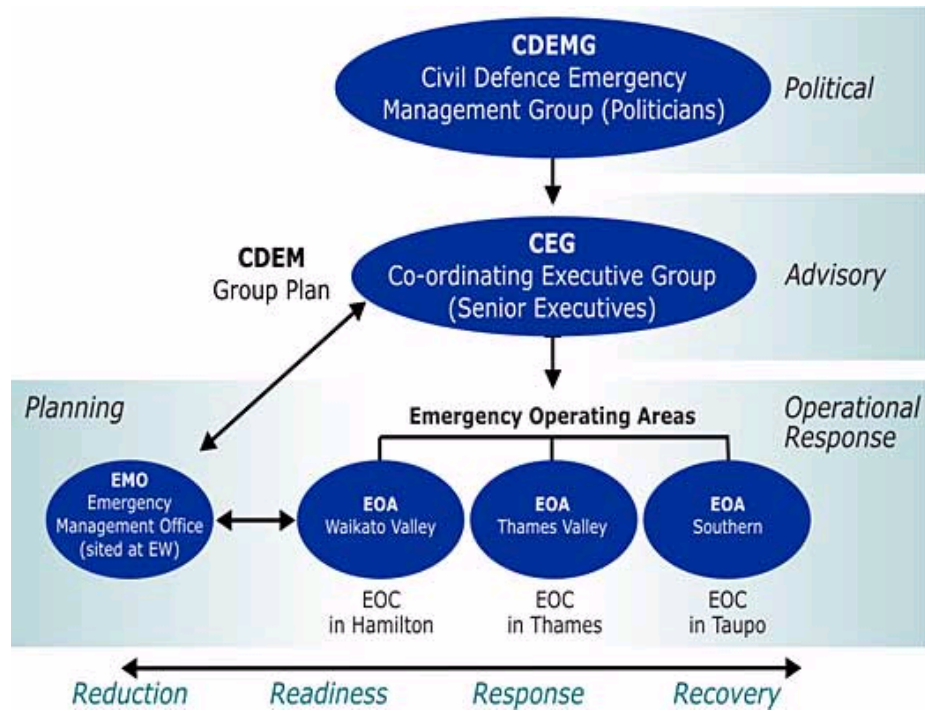 CDEMG
Civil Defence Emergency
Management Group (Politicians)
Political
CEG
Co-ordinating Executive Group
(Senior Executives)
Advisory
CDEM
Group Plan
Planning
Emergency Operating Areas
Operational
Response
EMO
Emergency
Management Office
(sited at EW)
EOA
Waikato Valley
EOA
Thames Valley
EOA
Southern
EOC
in Hamilton
EOC
in Thames
EOC
in Taupo
Reduction
Readiness
Response
Recovery